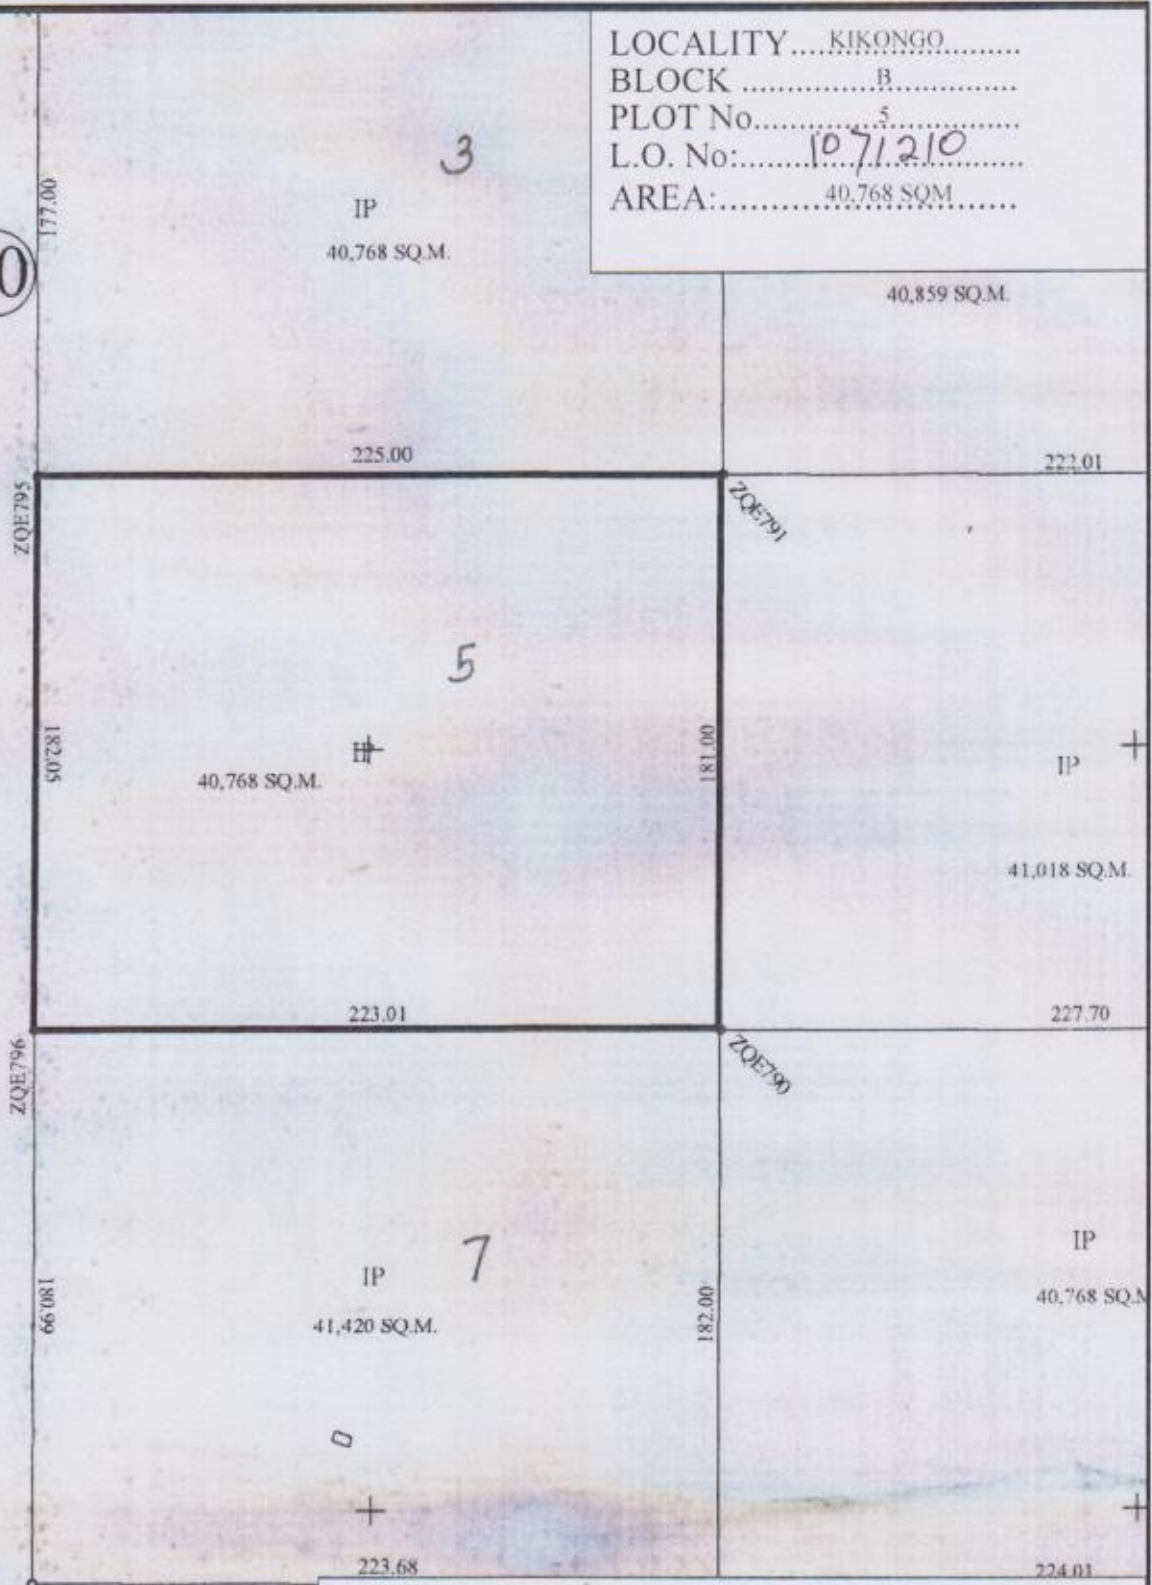 LOCALITY....KIKONGO..........
BLOCK ................B................
PLOT No................5................
L.O. No:.......1071210.......
AREA:............40,768 SQM.......
3
177.00
IP
40,768 SQ.M.
0
40,859 SQ.M.
225.00
222.01
ZQE795
ZQE791
5
182.05
IP
181.00
40,768 SQ.M.
IP
41,018 SQ.M.
223.01
227.70
ZQE796
ZQE790
7
IP
IP
180.99
41,420 SQ.M.
182.00
40,768 SQ.M
223.68
224.01